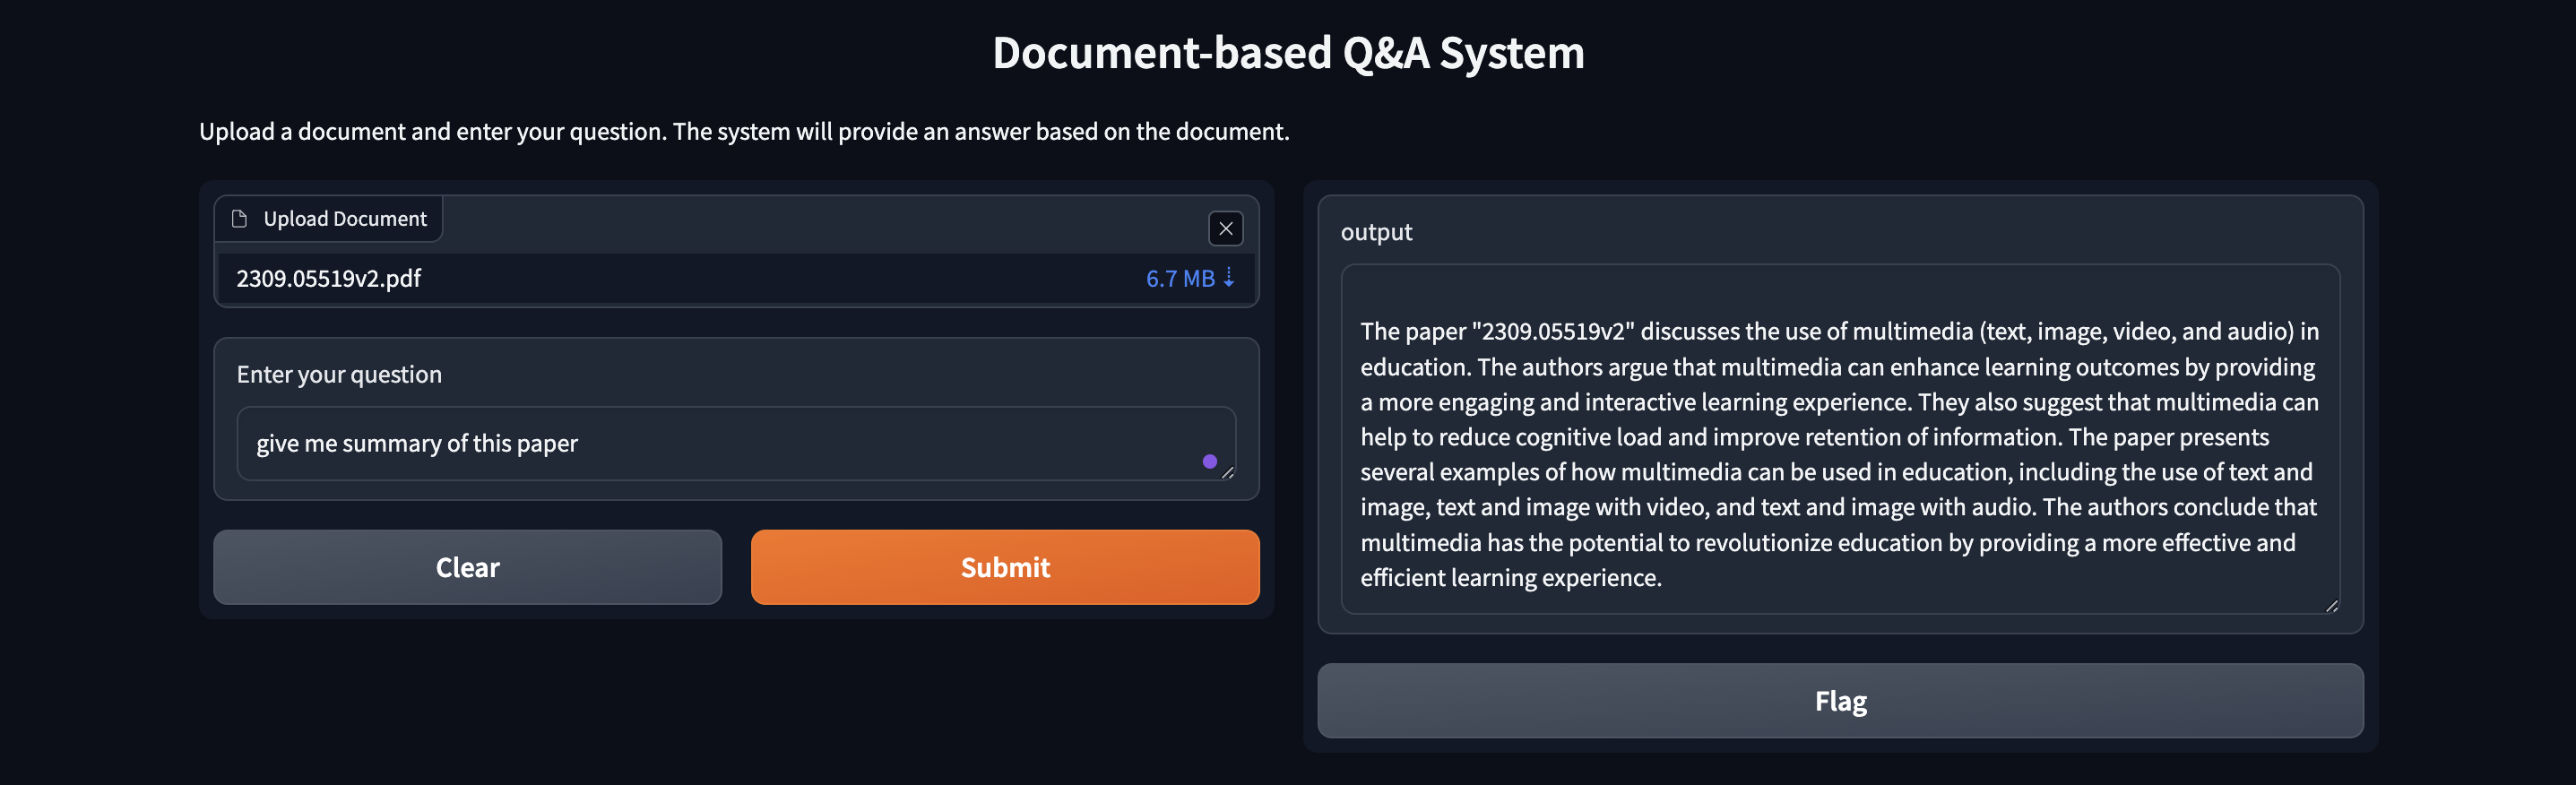 Document-based Q&A System
Upload a document and enter your question. The system will provide an answer based on the document.
Upload Document
2309.05519v2.pdf
6.7 MB ⇣
Enter your question
give me summary of this paper
Clear
Submit
output
The paper "2309.05519v2" discusses the use of multimedia (text, image, video, and audio) in
education. The authors argue that multimedia can enhance learning outcomes by providing
a more engaging and interactive learning experience. They also suggest that multimedia can
help to reduce cognitive load and improve retention of information. The paper presents
several examples of how multimedia can be used in education, including the use of text and
image, text and image with video, and text and image with audio. The authors conclude that
multimedia has the potential to revolutionize education by providing a more effective and
efficient learning experience.
Flag